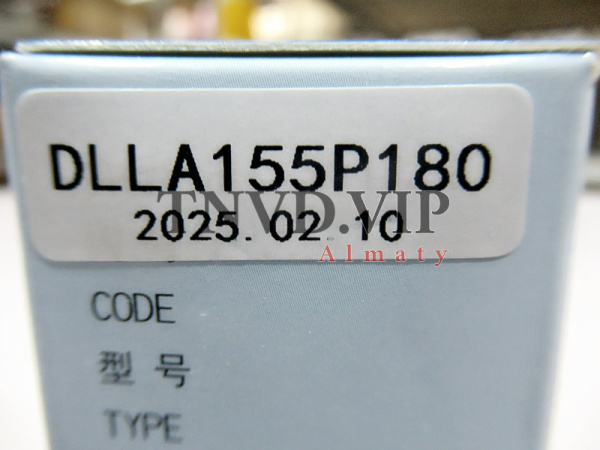 DLLA155P180
TNVD.VIP
2025.02.10
Almaty
CODE
型号
TYPE